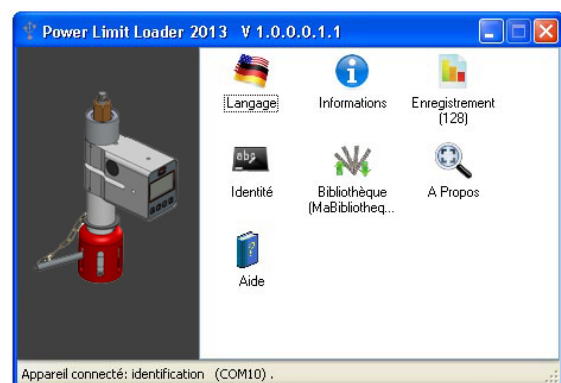 Power Limit Loader 2013 V 1.0.0.0.1.1
Langage
Informations
Enregistrement
(128)
abg
Identité
Bibliothèque
(MaBibliotheq...
A Propos
?
Aide
Appareil connecté: identification (COM10) .